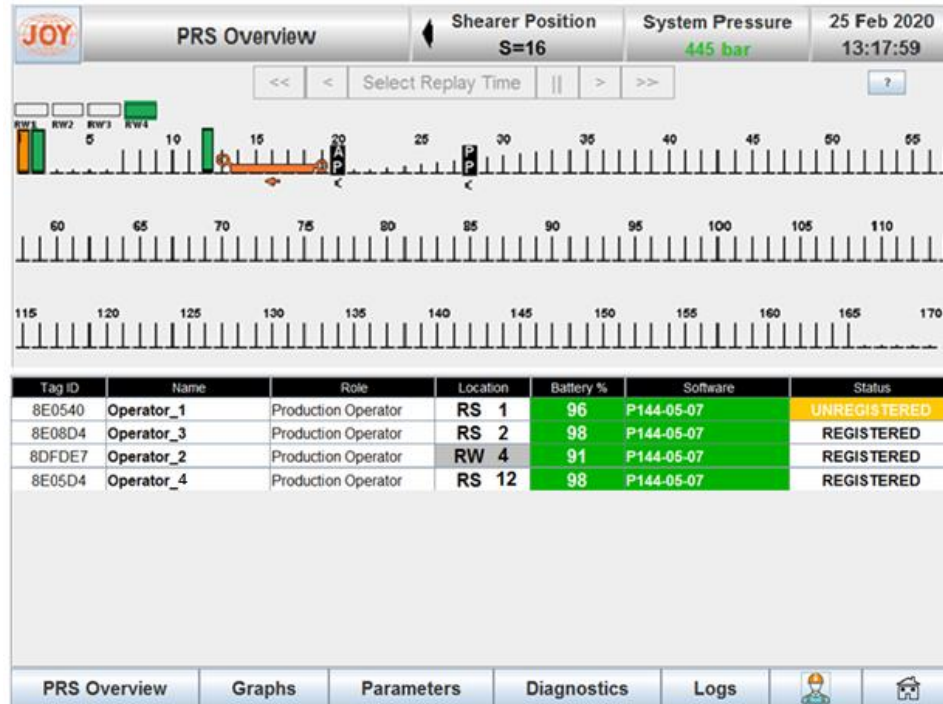 JOY
PRS Overview
Shearer Position
S=16
System Pressure
445 bar
25 Feb 2020
13:17:59
<< < Select Replay Time || > >>
?
RW1 RW2 RW3 RW4
5 10 15 20 25 30 35 40 45 50 55
AP PP
60 65 70 75 80 85 90 95 100 105 110
115 120 125 130 135 140 145 150 155 160 165 170
Tag ID Name Role Location Battery % Software Status
8E0540 Operator_1 Production Operator RS 1 96 P144-05-07 UNREGISTERED
8E08D4 Operator_3 Production Operator RS 2 98 P144-05-07 REGISTERED
8DFDE7 Operator_2 Production Operator RW 4 91 P144-05-07 REGISTERED
8E05D4 Operator_4 Production Operator RS 12 98 P144-05-07 REGISTERED
PRS Overview Graphs Parameters Diagnostics Logs